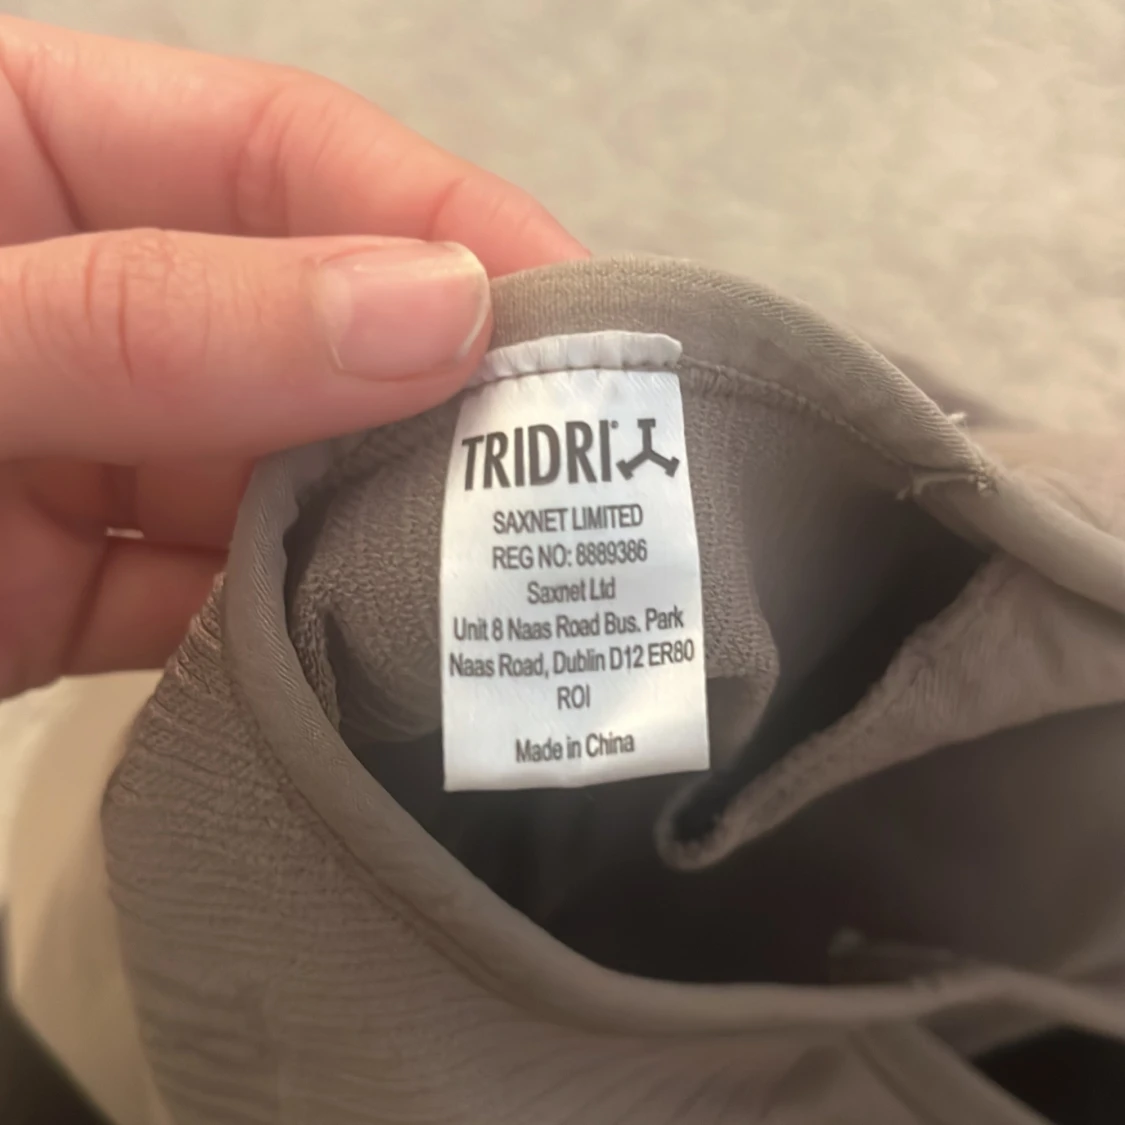 TRIDRI®
SAXNET LIMITED
REG NO: 8889386
Saxnet Ltd
Unit 8 Naas Road Bus. Park
Naas Road, Dublin D12 ER80
ROI
Made in China